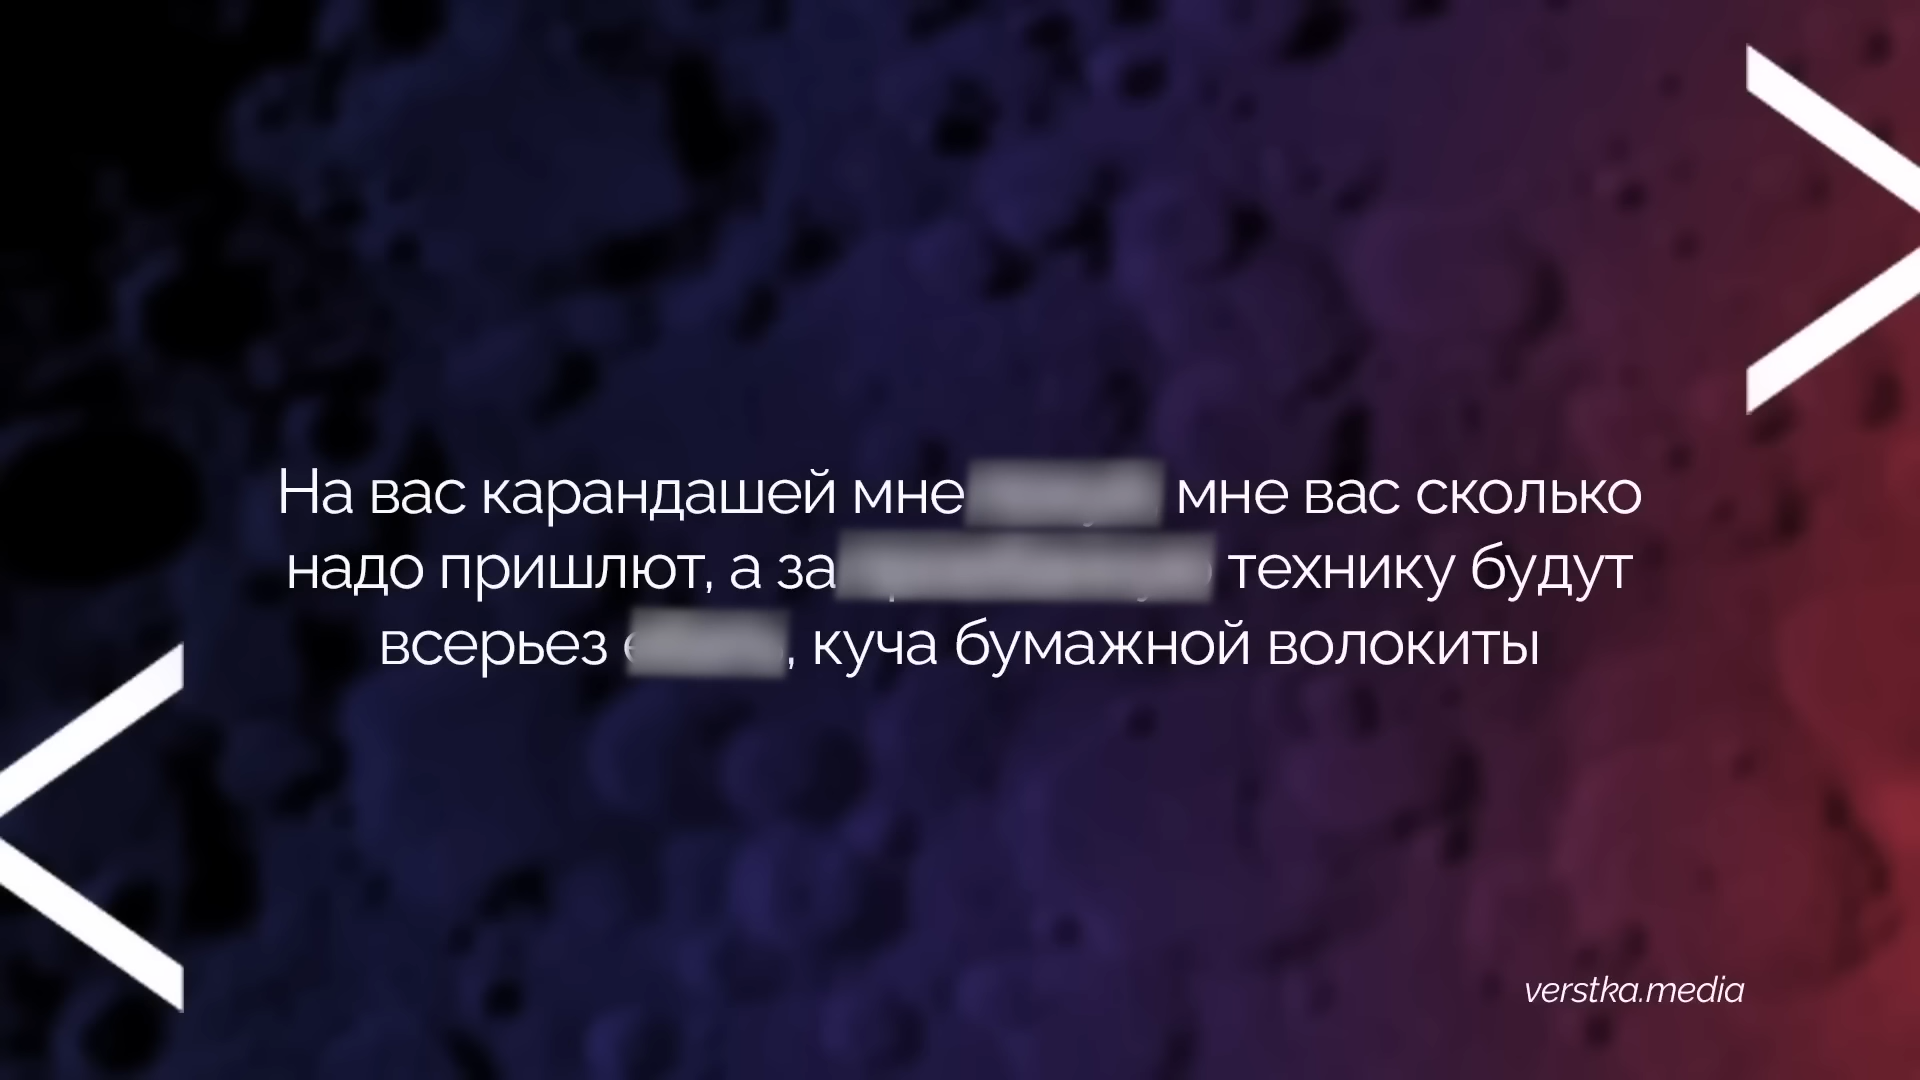 На вас карандашей мне мне вас сколько
надо пришлют, а за технику будут
всерьез , куча бумажной волокиты
verstka.media